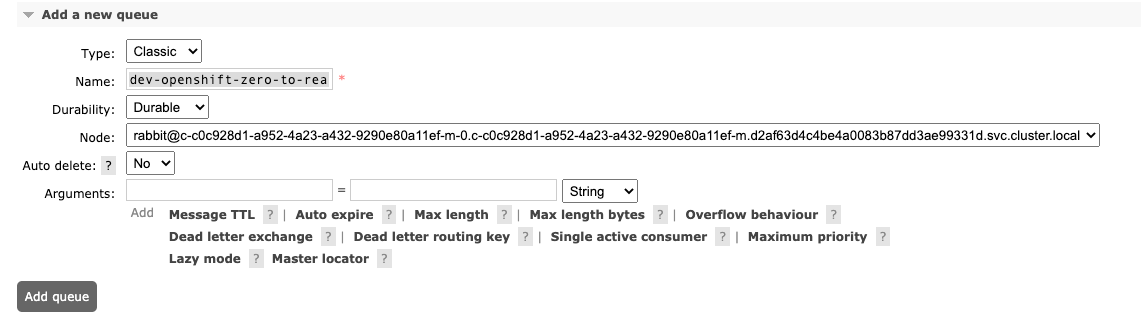 Add a new queue
Type: Classic
Name: dev-openshift-zero-to-rea *
Durability: Durable
Node: rabbit@c-c0c928d1-a952-4a23-a432-9290e80a11ef-m-0.c-c0c928d1-a952-4a23-a432-9290e80a11ef-m.d2af63d4c4be4a0083b87dd3ae99331d.svc.cluster.local
Auto delete: ? No
Arguments: = String
Add Message TTL ? | Auto expire ? | Max length ? | Max length bytes ? | Overflow behaviour ?
Dead letter exchange ? | Dead letter routing key ? | Single active consumer ? | Maximum priority ?
Lazy mode ? Master locator ?
Add queue